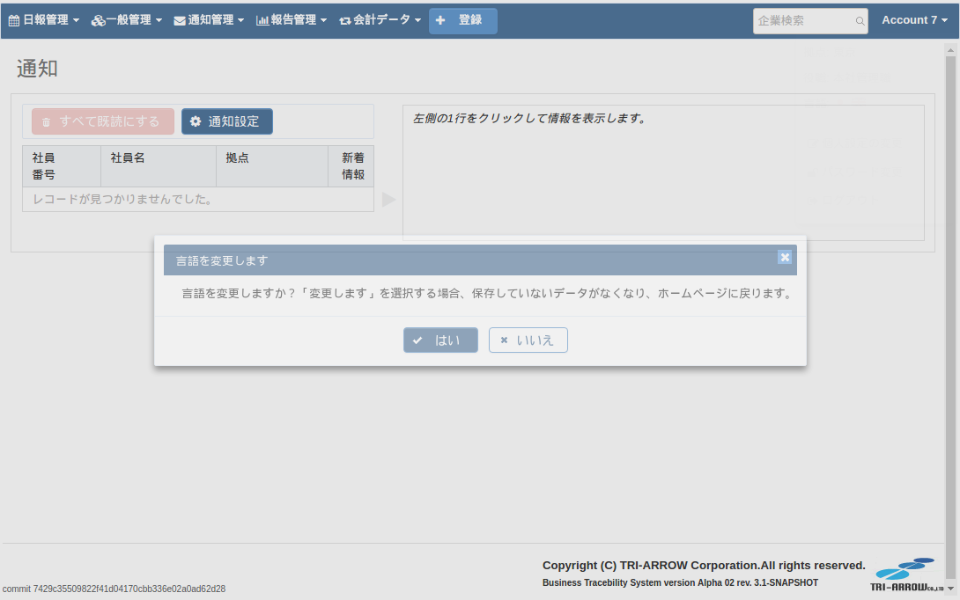 日報管理 一般管理 通知管理 報告管理 会計データ 登録 企業検索 Account 7
通知
すべて既読にする 通知設定
左側の1行をクリックして情報を表示します。
社員番号 社員名 拠点 新着情報
レコードが見つかりませんでした。
言語を変更します
言語を変更しますか？「変更します」を選択する場合、保存していないデータがなくなり、ホームページに戻ります。
はい いいえ
Copyright (C) TRI-ARROW Corporation.All rights reserved.
Business Tracebility System version Alpha 02 rev. 3.1-SNAPSHOT
commit 7429c35509822f41d04170cbb336e02a0ad62d28
TRI-ARROW CO.,LTD